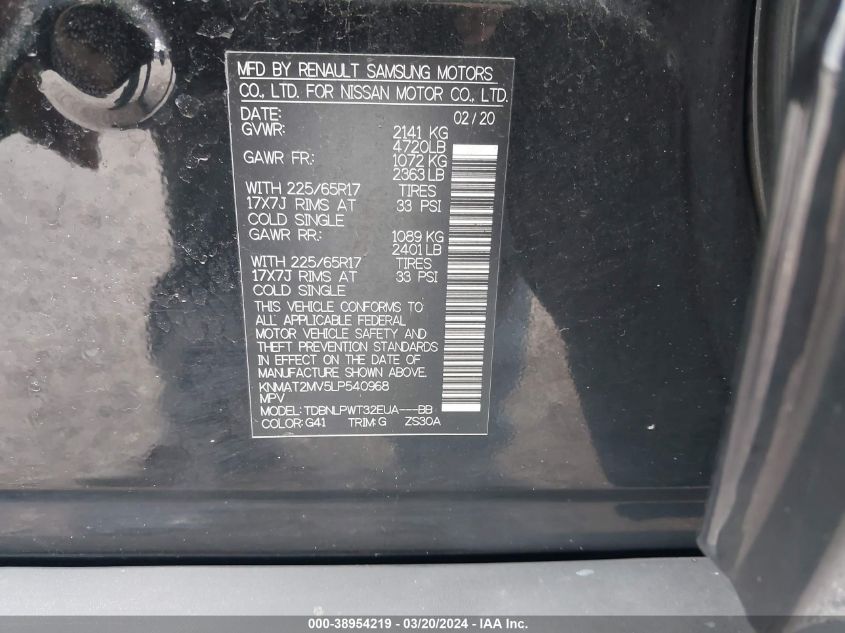 MFD BY RENAULT SAMSUNG MOTORS
CO., LTD. FOR NISSAN MOTOR CO., LTD.
DATE: 02/20
GVWR: 2141 KG
4720LB
GAWR FR.: 1072 KG
2363 LB
WITH 225/65R17 TIRES
17X7J RIMS AT 33 PSI
COLD SINGLE
GAWR RR.: 1089 KG
2401 LB
WITH 225/65R17 TIRES
17X7J RIMS AT 33 PSI
COLD SINGLE
THIS VEHICLE CONFORMS TO
ALL APPLICABLE FEDERAL
MOTOR VEHICLE SAFETY AND
THEFT PREVENTION STANDARDS
IN EFFECT ON THE DATE OF
MANUFACTURE SHOWN ABOVE.
KNMAT2MV5LP540968
MPV
MODEL: TDBNLPWT32EUA---BB
COLOR: G41 TRIM: G ZS30A
000-38954219 - 03/20/2024 - IAA Inc.